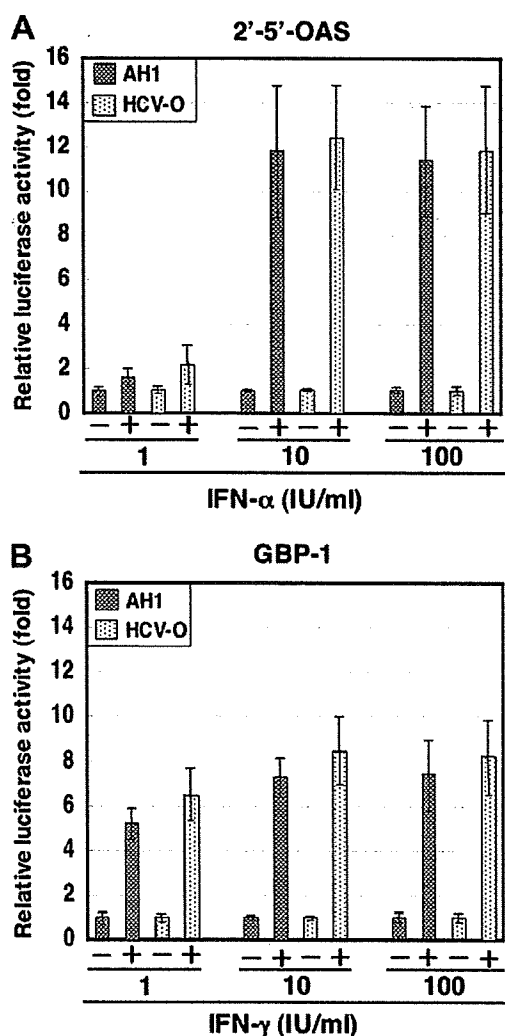 A
2'-5'-OAS
Relative luciferase activity (fold)
16
14
12
10
8
6
4
2
0
AH1
HCV-O
− + − + − + − + − + − +
1 10 100
IFN-α (IU/ml)
B
GBP-1
Relative luciferase activity (fold)
16
14
12
10
8
6
4
2
0
AH1
HCV-O
− + − + − + − + − + − +
1 10 100
IFN-γ (IU/ml)